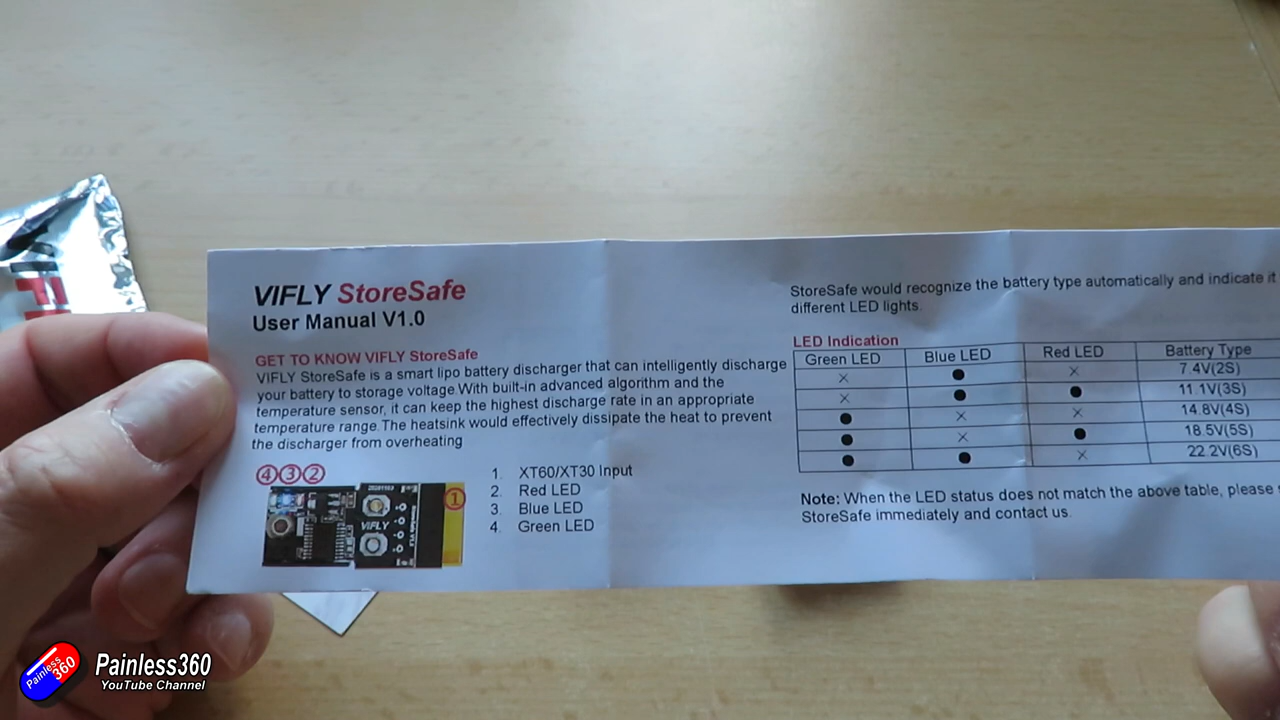 VIFLY StoreSafe
User Manual V1.0
GET TO KNOW VIFLY StoreSafe
VIFLY StoreSafe is a smart lipo battery discharger that can intelligently discharge
your battery to storage voltage.With built-in advanced algorithm and the
temperature sensor, it can keep the highest discharge rate in an appropriate
temperature range.The heatsink would effectively dissipate the heat to prevent
the discharger from overheating
④③②
①
VIFLY
1. XT60/XT30 Input
2. Red LED
3. Blue LED
4. Green LED
StoreSafe would recognize the battery type automatically and indicate it
different LED lights.
LED Indication
Green LED Blue LED Red LED Battery Type
× ● × 7.4V(2S)
× ● ● 11.1V(3S)
● × × 14.8V(4S)
● × ● 18.5V(5S)
● ● × 22.2V(6S)
Note: When the LED status does not match the above table, please
StoreSafe immediately and contact us.
Painless360
Painless360
YouTube Channel